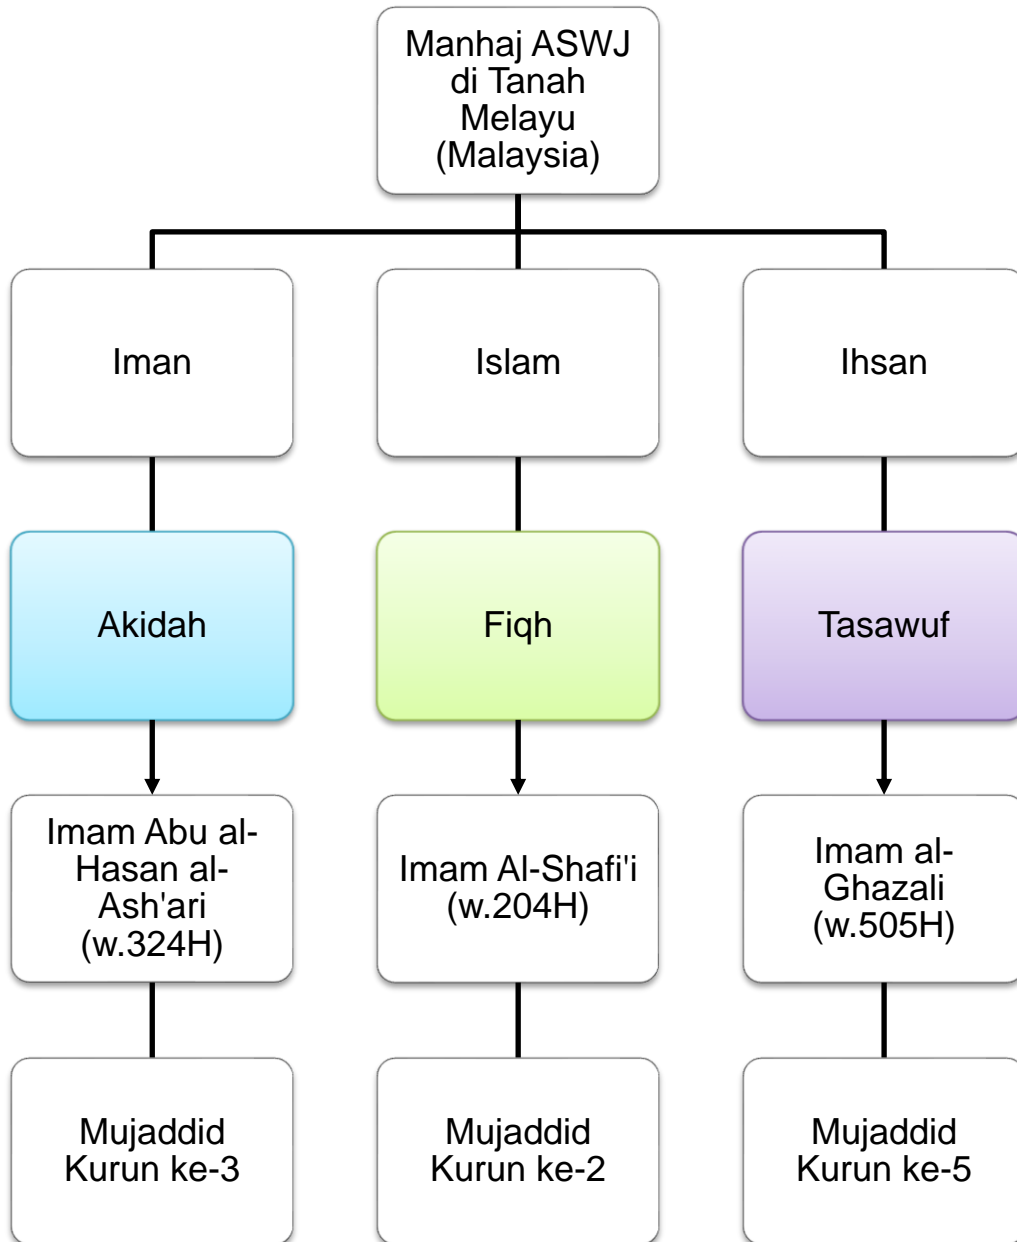 Manhaj ASWJ
di Tanah
Melayu
(Malaysia)
Iman
Islam
Ihsan
Akidah
Fiqh
Tasawuf
Imam Abu al-
Hasan al-
Ash'ari
(w.324H)
Imam Al-Shafi'i
(w.204H)
Imam al-
Ghazali
(w.505H)
Mujaddid
Kurun ke-3
Mujaddid
Kurun ke-2
Mujaddid
Kurun ke-5